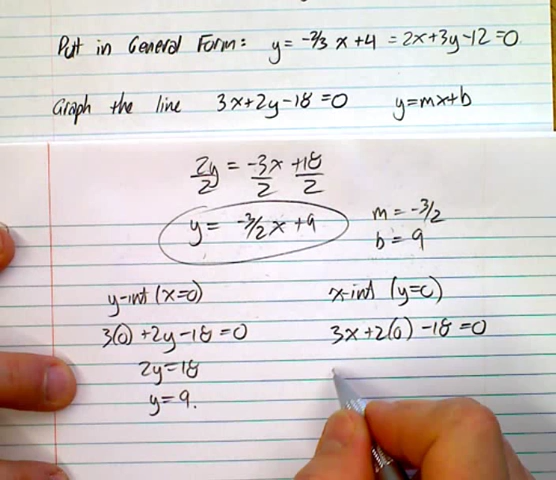 Put in General Form: y = -2/3 x + 4 = 2x+3y-12=0
Graph the line 3x+2y-18=0 y=mx+b
2y/2 = -3x/2 +18/2
y = -3/2 x + 9
m = -3/2
b = 9
y-int (x=0)
3(0) + 2y - 18 = 0
2y = 18
y = 9.
x-int (y=0)
3x + 2(0) - 18 = 0